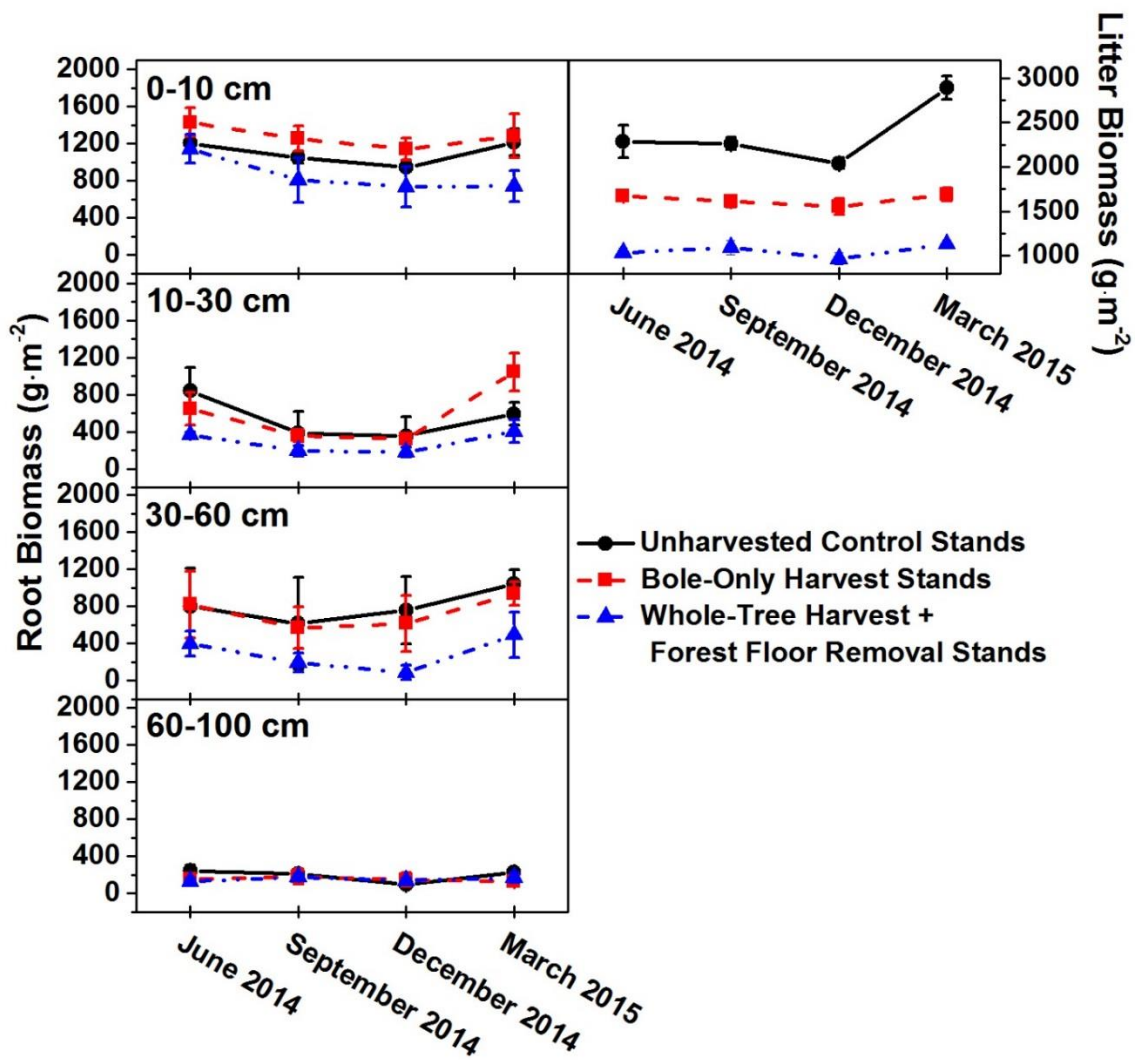 0-10 cm
2000
1600
1200
800
400
0
10-30 cm
2000
1600
1200
800
400
0
30-60 cm
2000
1600
1200
800
400
0
60-100 cm
2000
1600
1200
800
400
0
Root Biomass (g·m-2)
June 2014
September 2014
December 2014
March 2015
3000
2500
2000
1500
1000
Litter Biomass (g·m-2)
June 2014
September 2014
December 2014
March 2015
Unharvested Control Stands
Bole-Only Harvest Stands
Whole-Tree Harvest +
Forest Floor Removal Stands